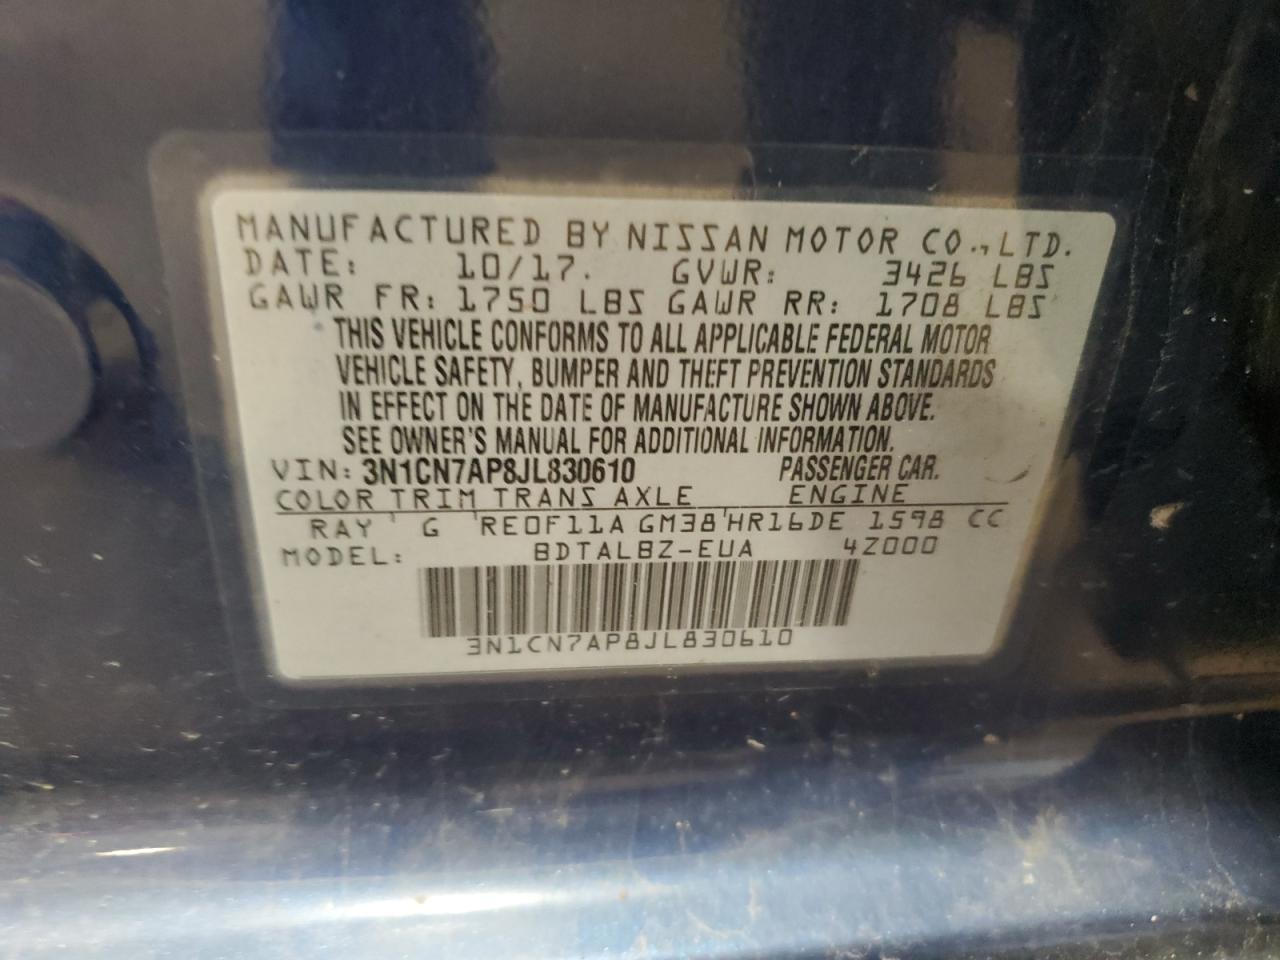 MANUFACTURED BY NISSAN MOTOR CO., LTD.
DATE: 10/17. GVWR: 3426 LBS
GAWR FR: 1750 LBS GAWR RR: 1708 LBS
THIS VEHICLE CONFORMS TO ALL APPLICABLE FEDERAL MOTOR
VEHICLE SAFETY, BUMPER AND THEFT PREVENTION STANDARDS
IN EFFECT ON THE DATE OF MANUFACTURE SHOWN ABOVE.
SEE OWNER'S MANUAL FOR ADDITIONAL INFORMATION.
VIN: 3N1CN7AP8JL830610 PASSENGER CAR.
COLOR TRIM TRANS AXLE ENGINE
RAY G RE0F11A GM38 HR16DE 1598 CC
MODEL: BDTALBZ-EUA 4Z000
3N1CN7AP8JL830610